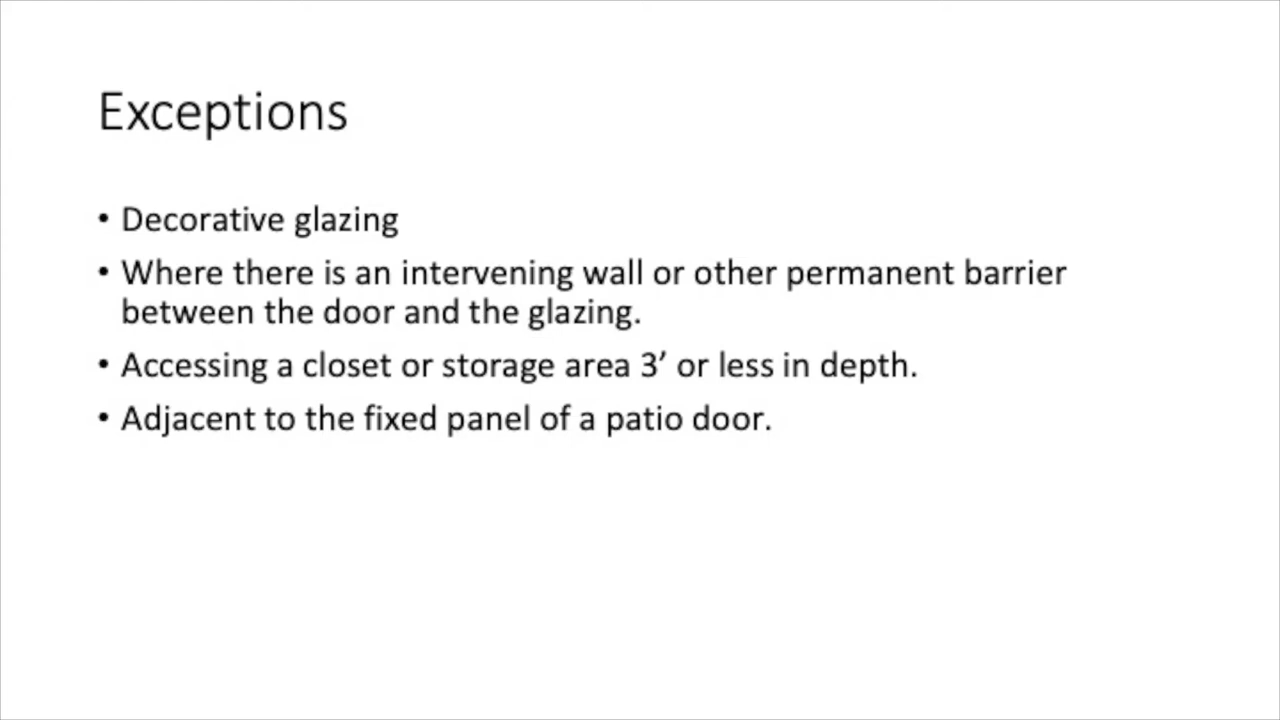 Exceptions
• Decorative glazing
• Where there is an intervening wall or other permanent barrier
between the door and the glazing.
• Accessing a closet or storage area 3’ or less in depth.
• Adjacent to the fixed panel of a patio door.